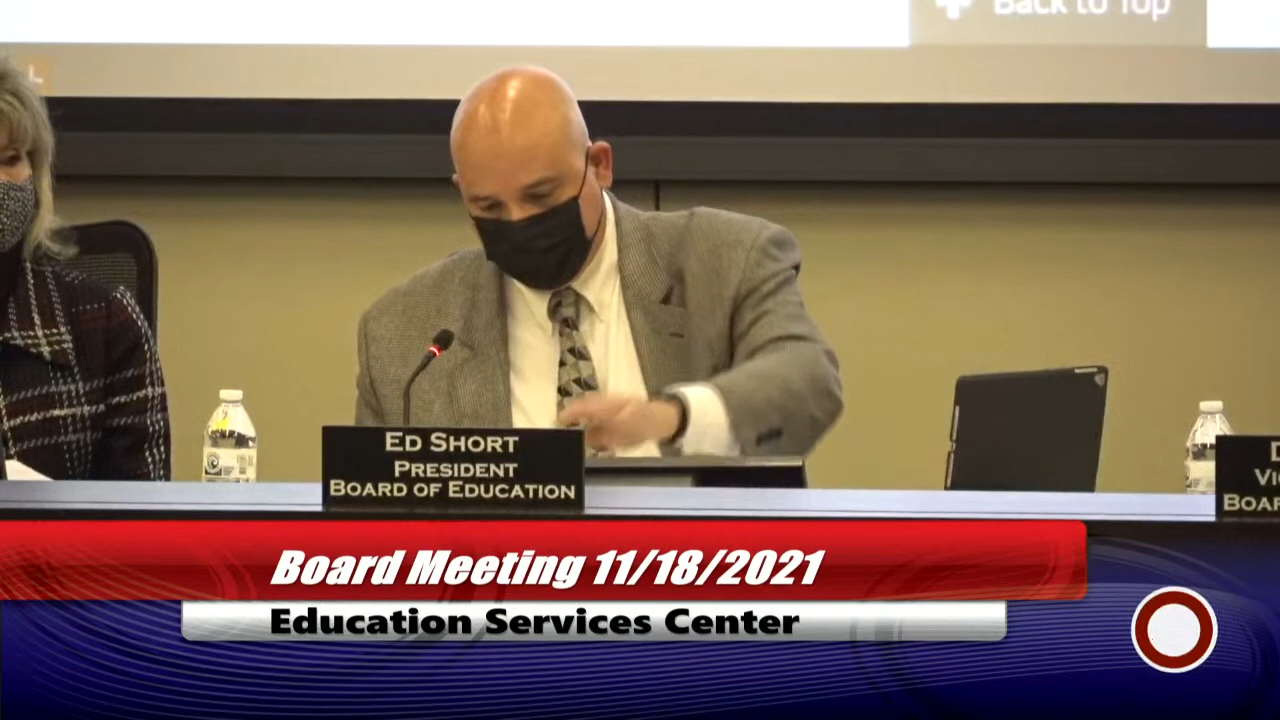 Back to Top
ED SHORT
PRESIDENT
BOARD OF EDUCATION
Board Meeting 11/18/2021
Education Services Center